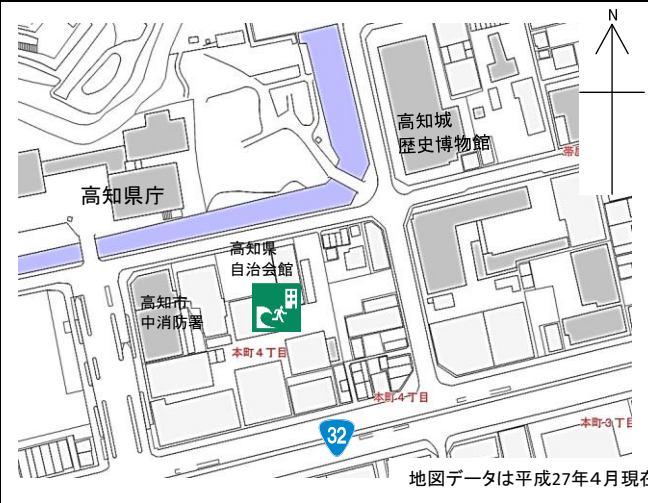 N
高知城
歴史博物館
帯屋
高知県庁
高知県
自治会館
高知市
中消防署
本町4丁目
本町4丁目
本町3丁目
32
地図データは平成27年4月現在